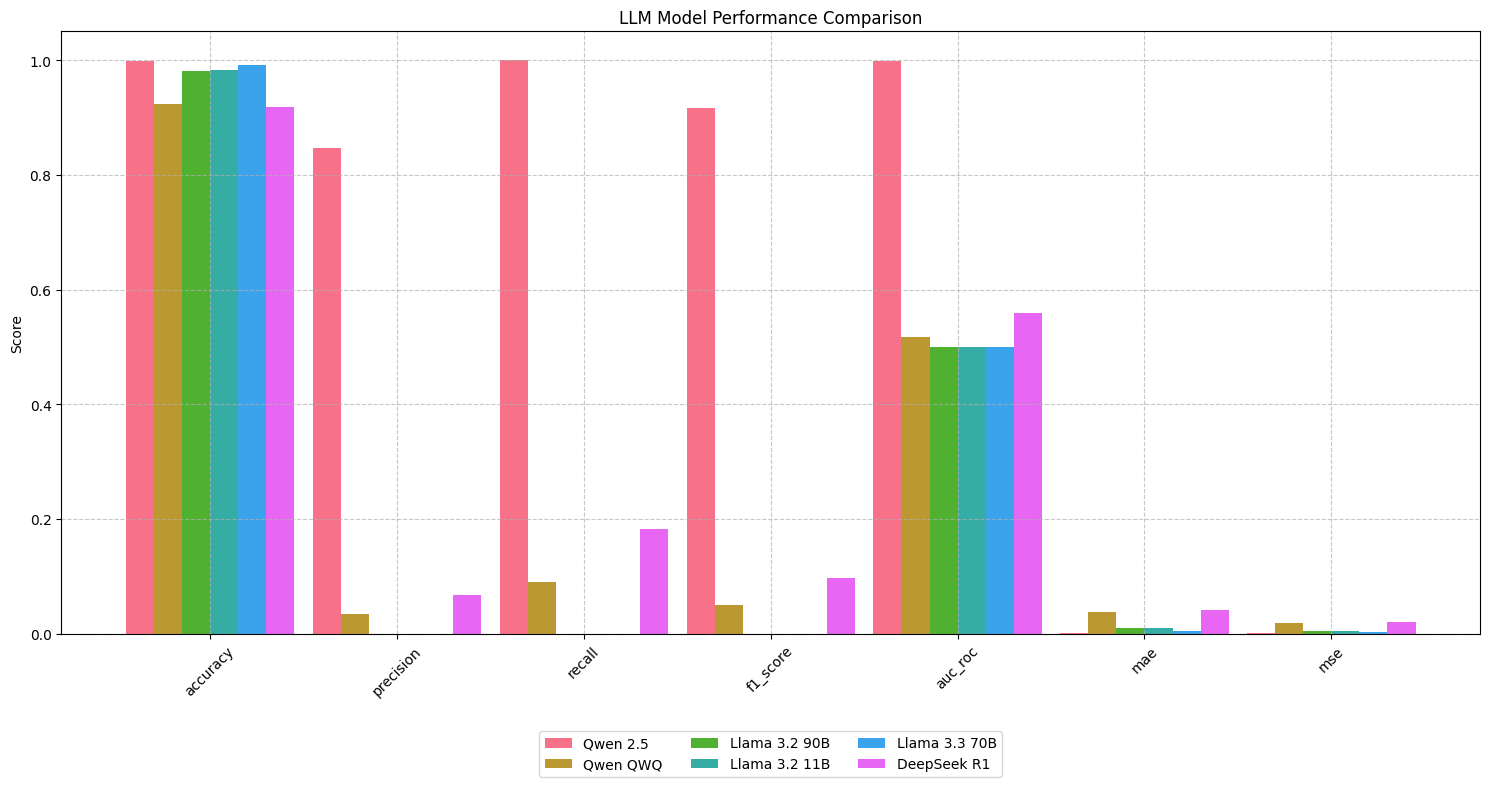 LLM Model Performance Comparison
Score
1.0
0.8
0.6
0.4
0.2
0.0
accuracy
precision
recall
f1_score
auc_roc
mae
mse
Qwen 2.5
Qwen QWQ
Llama 3.2 90B
Llama 3.2 11B
Llama 3.3 70B
DeepSeek R1